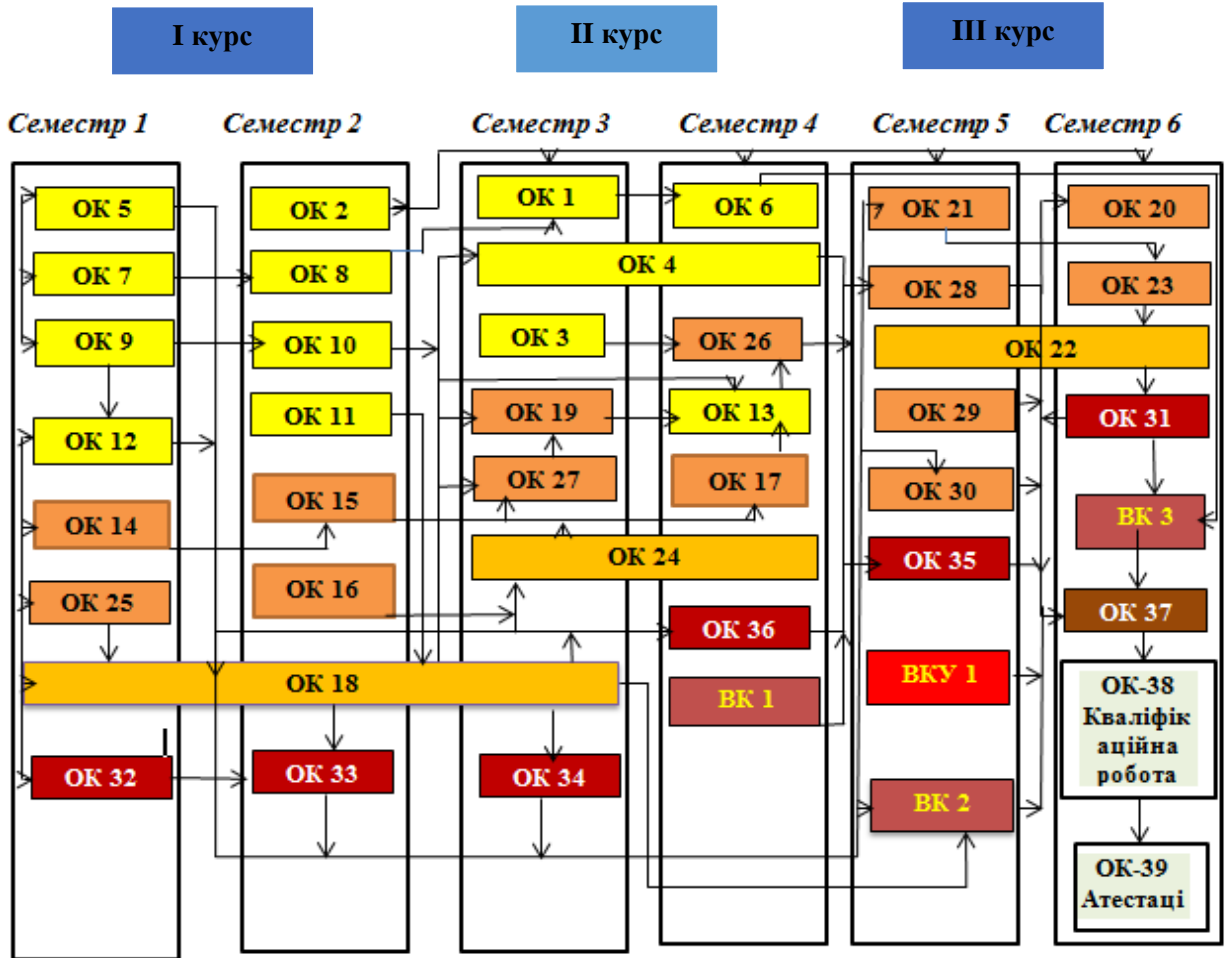 І курс
ІІ курс
ІІІ курс
Семестр 1
Семестр 2
Семестр 3
Семестр 4
Семестр 5
Семестр 6
ОК 5
ОК 7
ОК 9
ОК 12
ОК 14
ОК 25
ОК 18
ОК 32
ОК 2
ОК 8
ОК 10
ОК 11
ОК 15
ОК 16
ОК 33
ОК 1
ОК 4
ОК 3
ОК 19
ОК 27
ОК 24
ОК 34
ОК 6
ОК 26
ОК 13
ОК 17
ОК 36
ВК 1
ОК 21
ОК 28
ОК 22
ОК 29
ОК 30
ОК 35
ВКУ 1
ВК 2
ОК 20
ОК 23
ОК 31
ВК 3
ОК 37
ОК-38
Кваліфік
аційна
робота
ОК-39
Атестаці